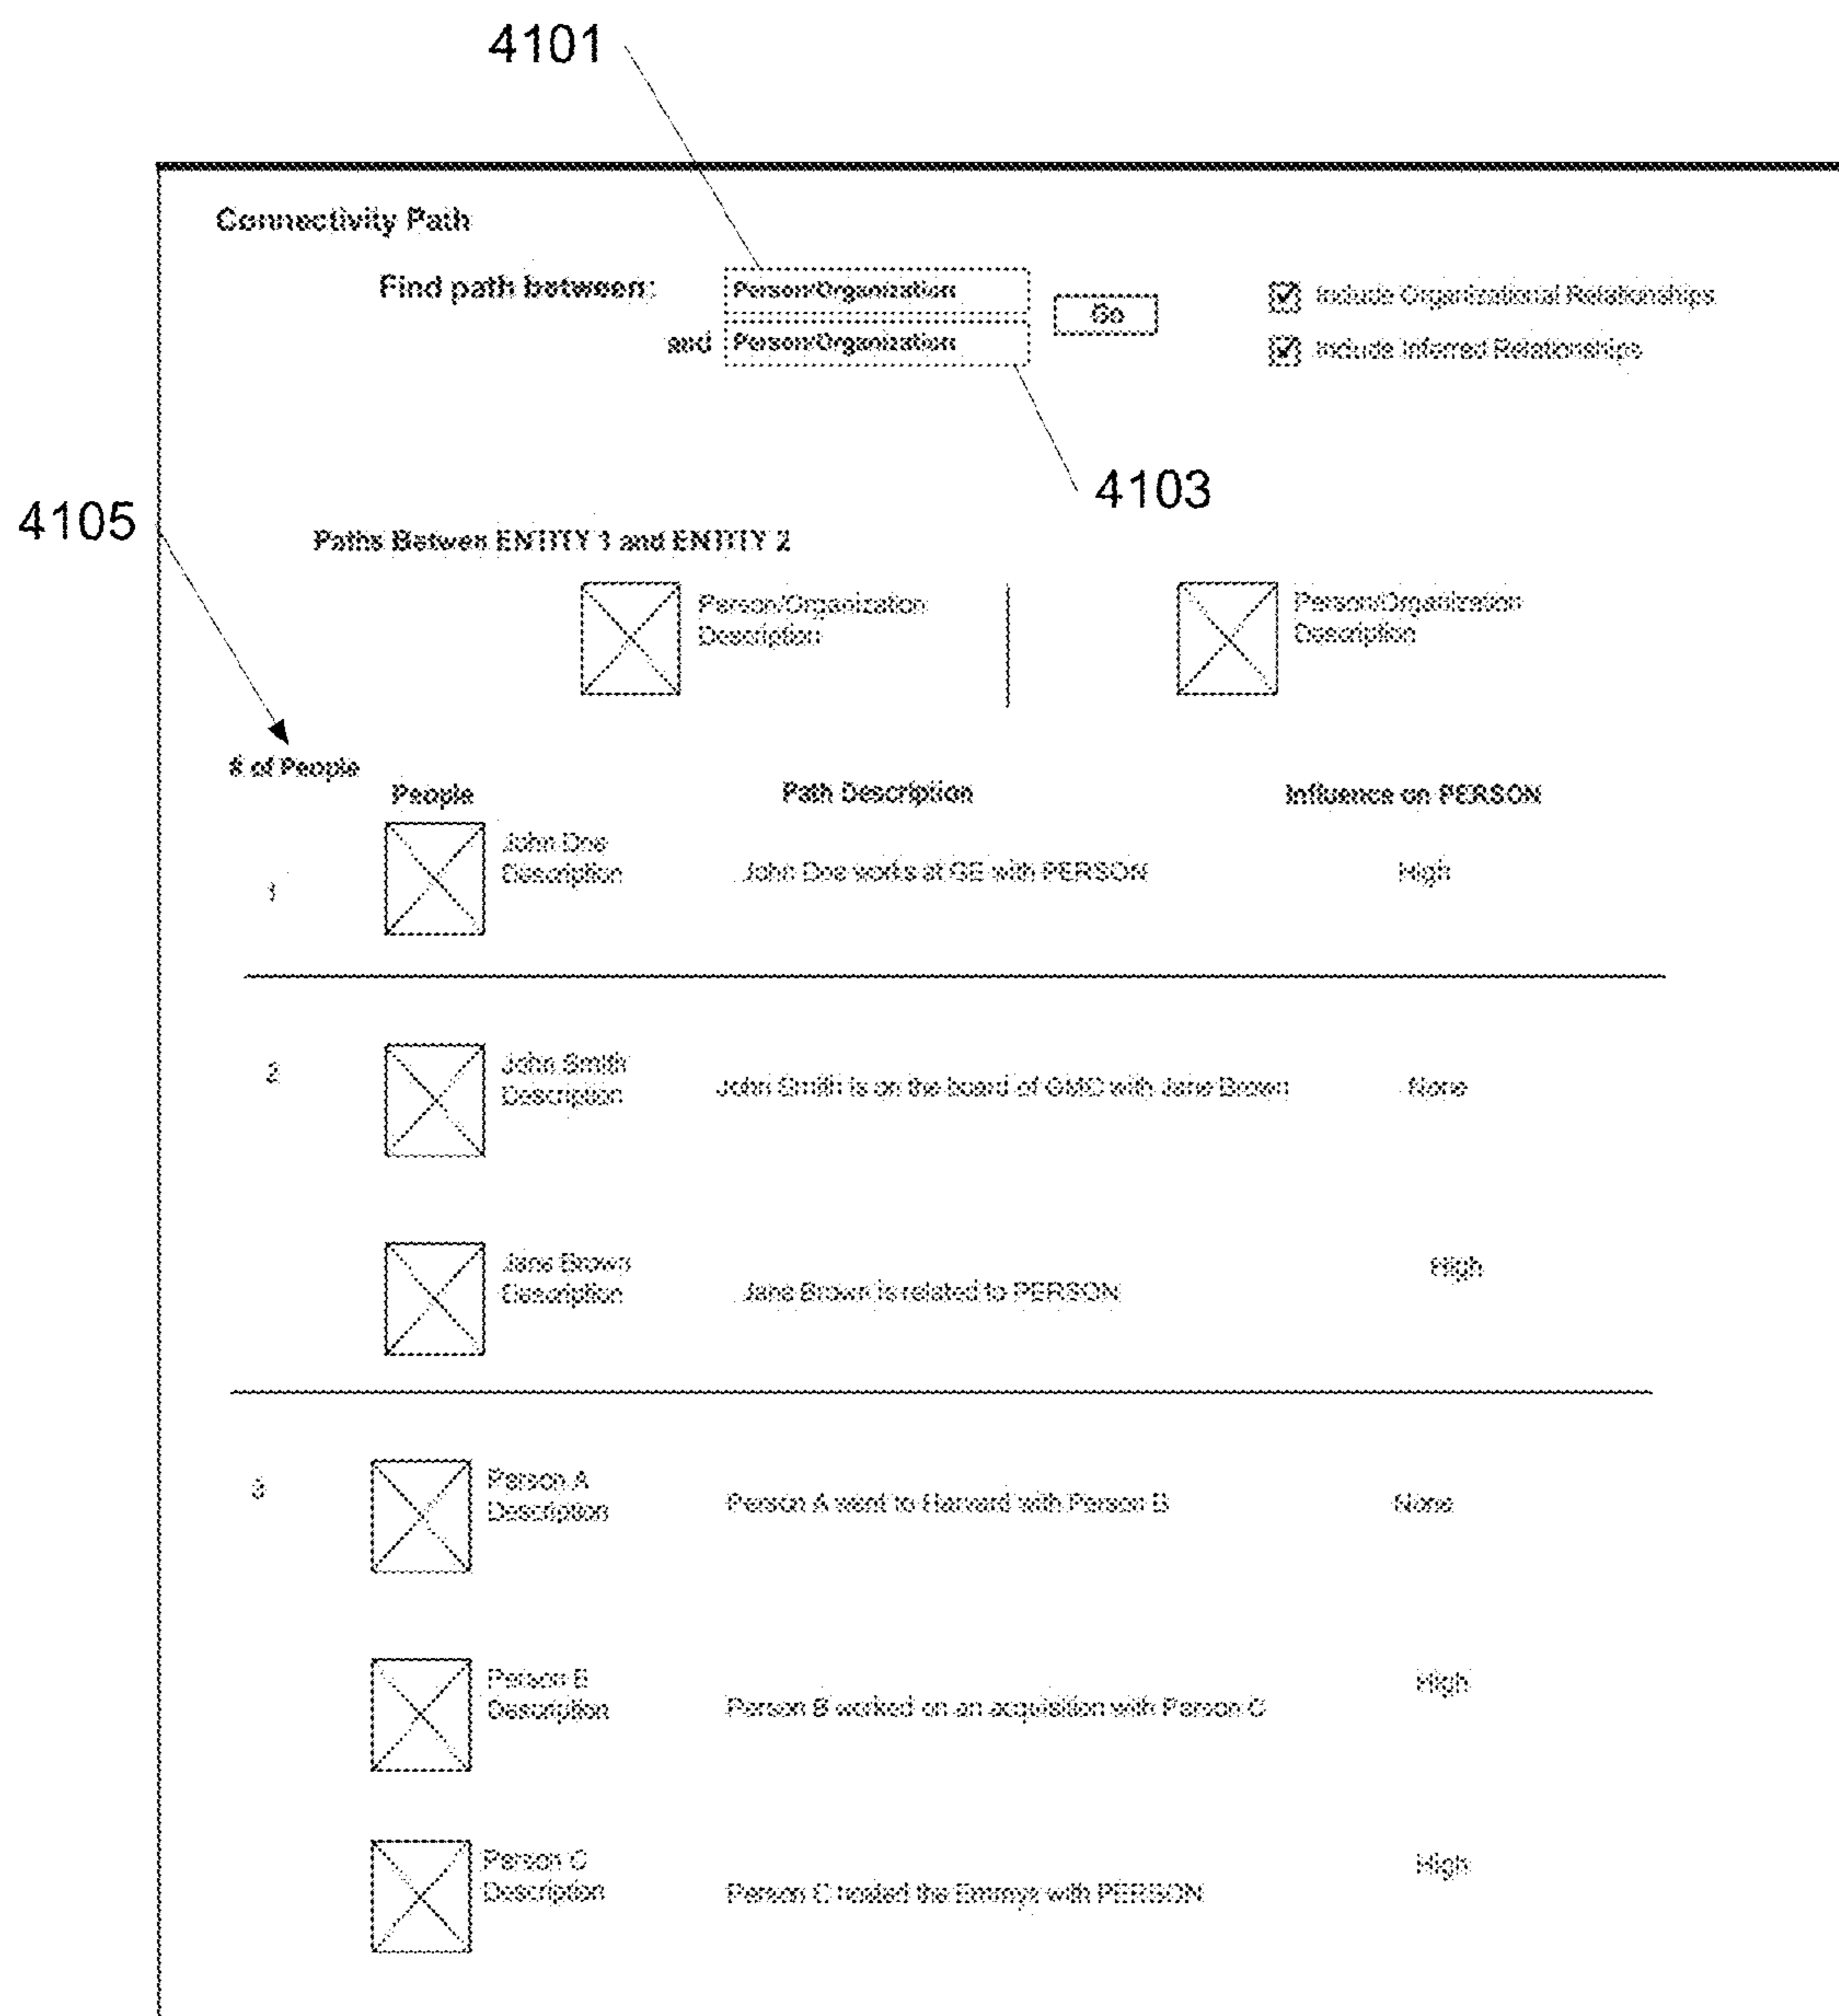 4101
Connectivity Path
Find path between:
Person/Organization
Go
Include Organizational Relationships
and
Person/Organization
Include Inferred Relationships
4103
4105
Paths Betwen ENTITY 1 and ENTITY 2
Person/Organization
Description
Person/Organization
Description
# of People
People
Path Description
Influence on PERSON
1
John Doe
Description
John Doe works at GE with PERSON
High
2
John Smith
Description
John Smith is on the board of GMC with Jane Brown
None
Jane Brown
Description
Jane Brown is related to PERSON
High
3
Person A
Description
Person A went to Harvard with Person B
None
Person B
Description
Person B worked on an acquisition with Person C
High
Person C
Description
Person C hosted the Emmys with PERSON
High